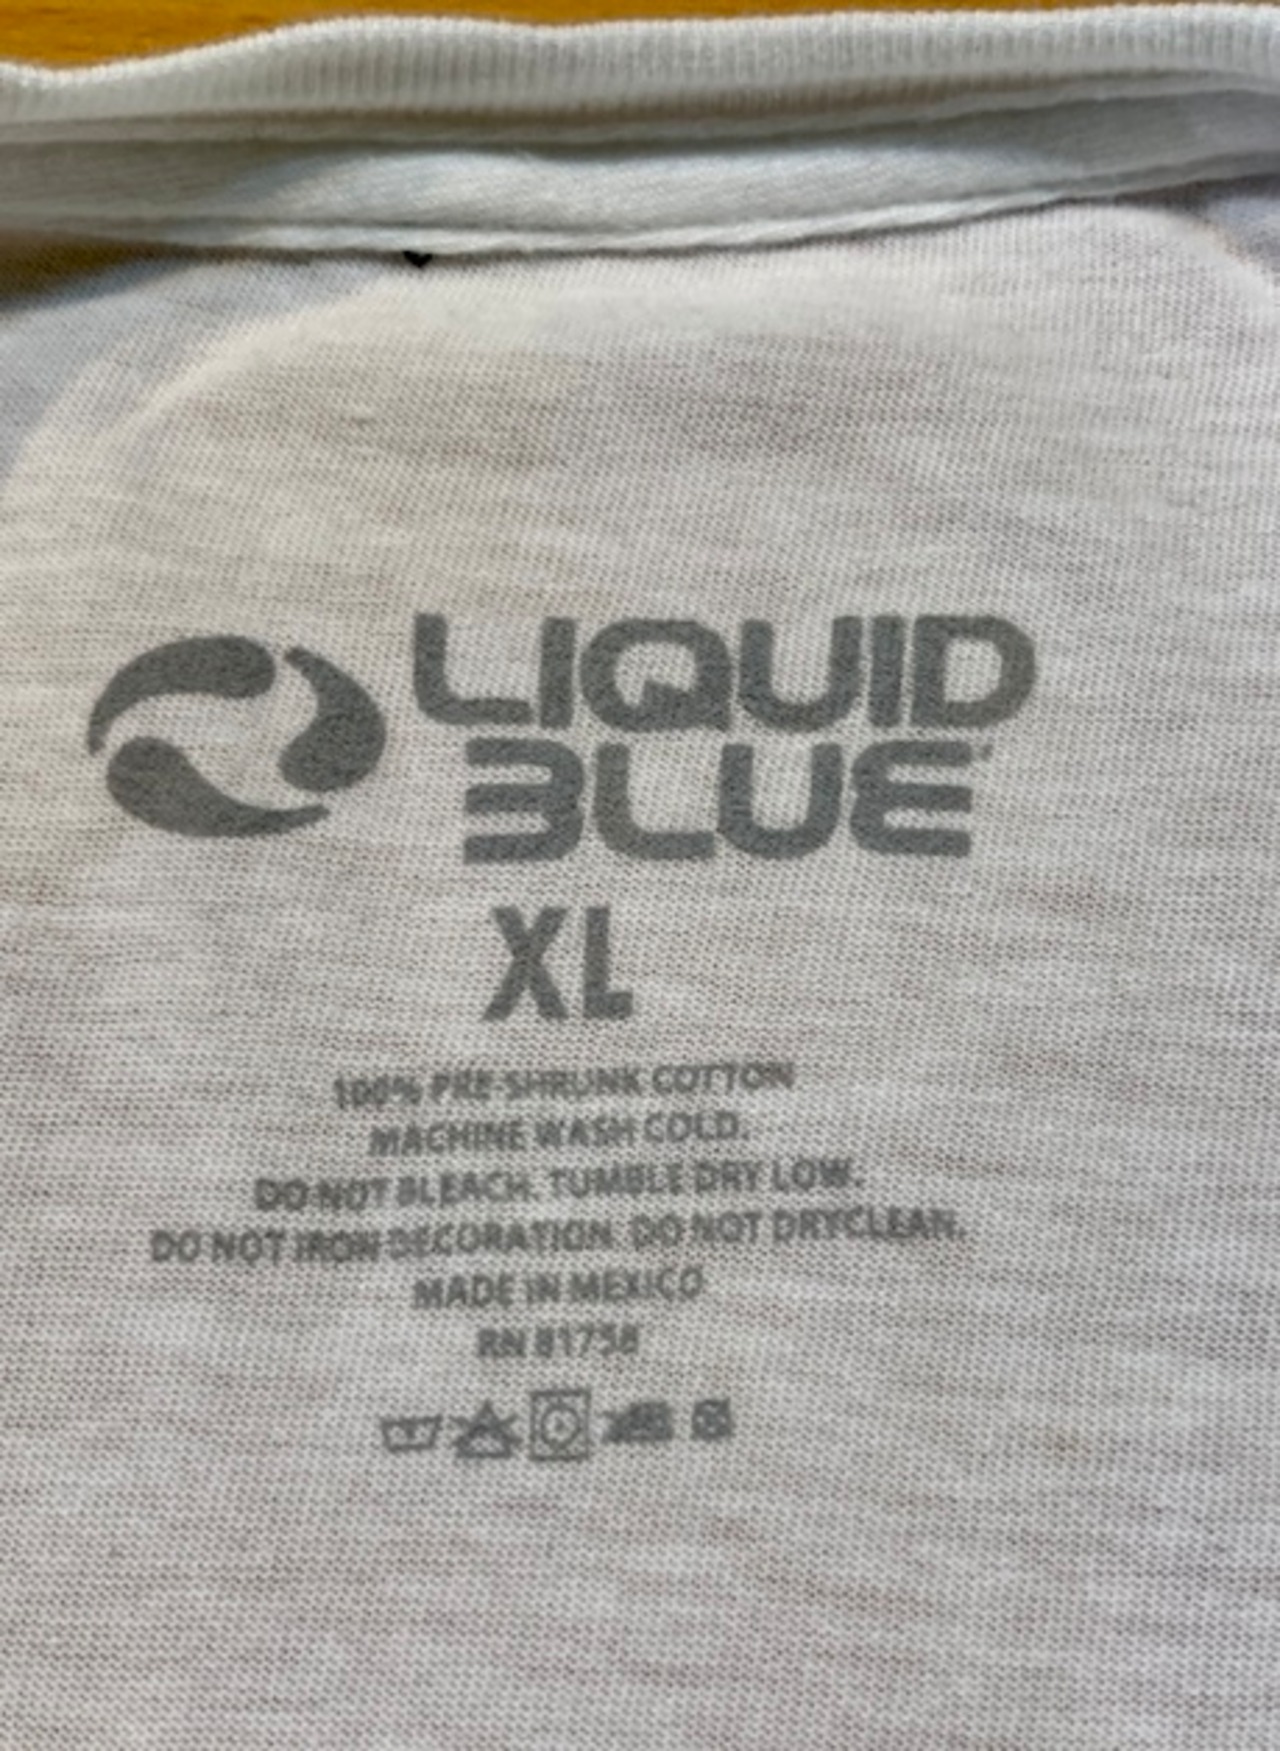 LIQUID
BLUE
XL
100% PRE-SHRUNK COTTON
MACHINE WASH COLD.
DO NOT BLEACH. TUMBLE DRY LOW.
DO NOT IRON DECORATION. DO NOT DRYCLEAN.
MADE IN MEXICO
RN 81758